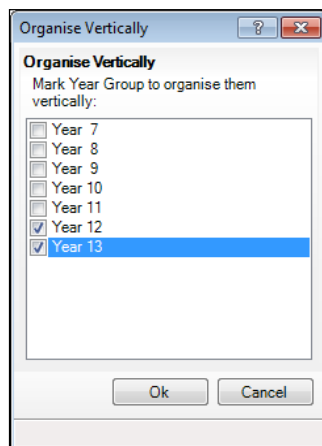 Organise Vertically
Organise Vertically
Mark Year Group to organise them
vertically:
Year 7
Year 8
Year 9
Year 10
Year 11
Year 12
Year 13
Ok
Cancel